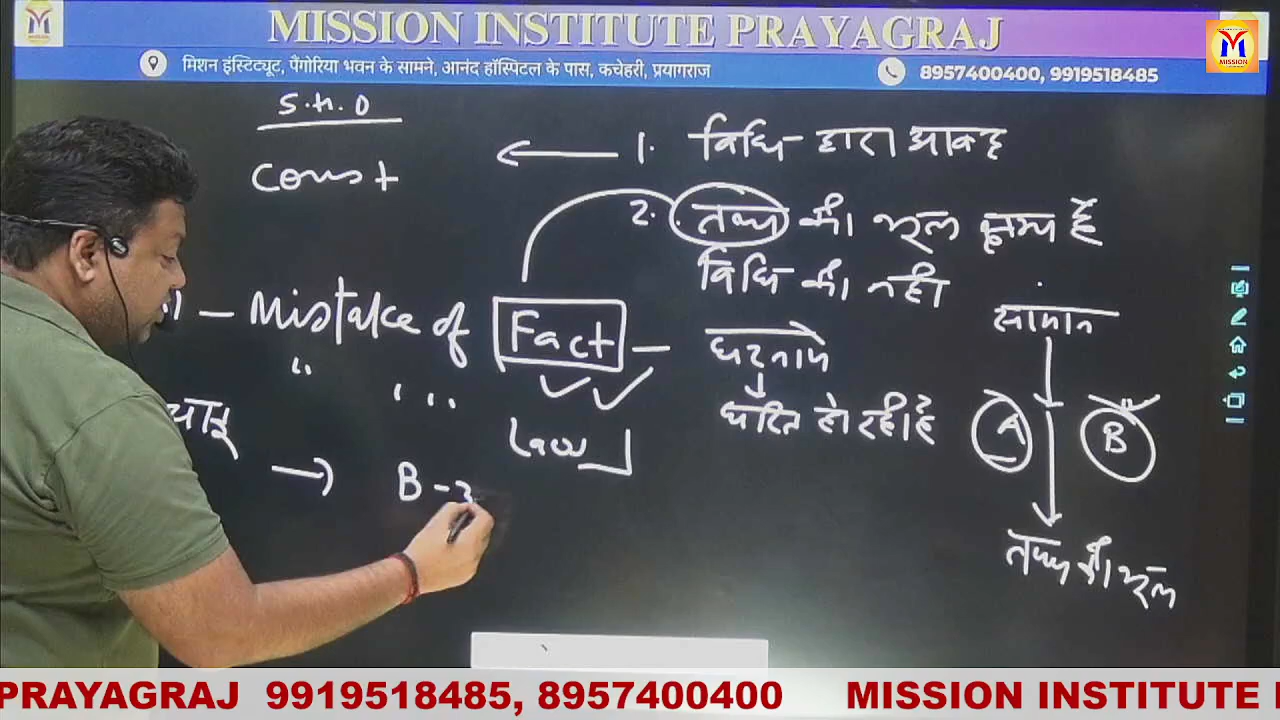 MISSION INSTITUTE PRAYAGRAJ
MISSION
मिशन इंस्टिट्यूट, पैंगोरिया भवन के सामने, आनंद हॉस्पिटल के पास, कचेहरी, प्रयागराज
8957400400, 9919518485
S.H.O
Const
1. विधि द्वारा आबद्ध
2. तथ्य की भूल क्षम्य है
विधि की नहीं
– Mistake of Fact – घटनाये
" " "
Law
घटित हो रही है
सामान
A B
तथ्य की भूल
B -
PRAYAGRAJ 9919518485, 8957400400 MISSION INSTITUTE